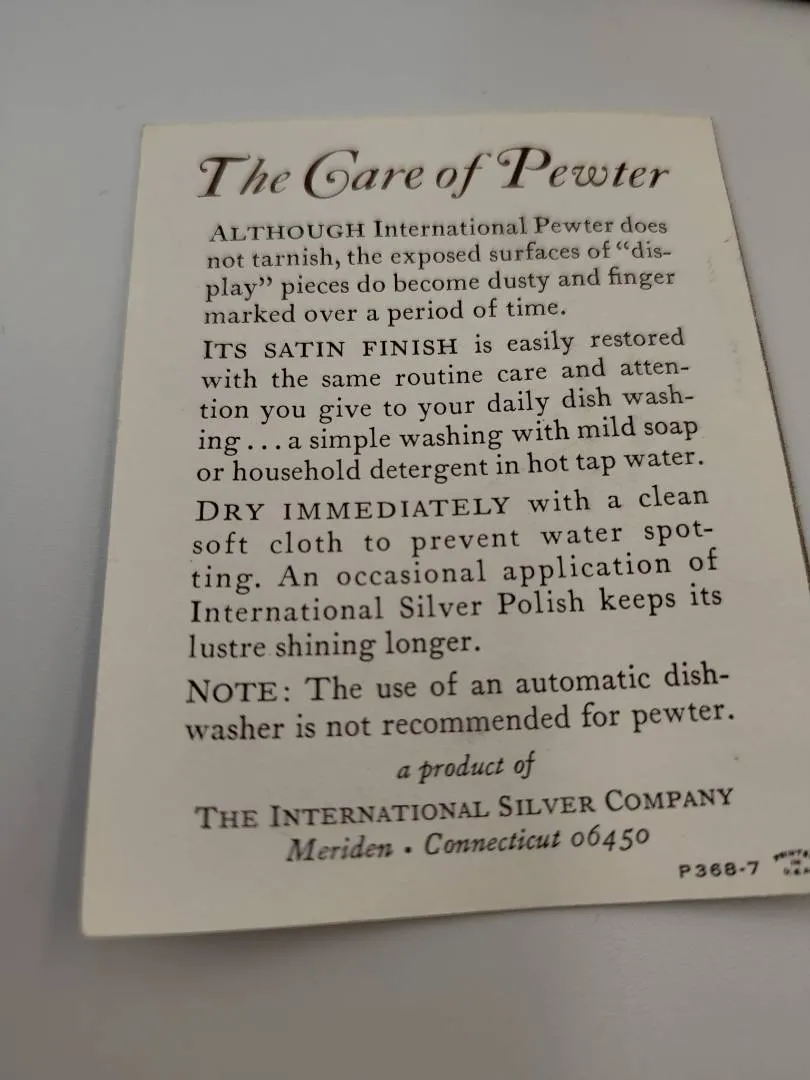 The Care of Pewter
ALTHOUGH International Pewter does
not tarnish, the exposed surfaces of “dis-
play” pieces do become dusty and finger
marked over a period of time.
ITS SATIN FINISH is easily restored
with the same routine care and atten-
tion you give to your daily dish wash-
ing . . . a simple washing with mild soap
or household detergent in hot tap water.
DRY IMMEDIATELY with a clean
soft cloth to prevent water spot-
ting. An occasional application of
International Silver Polish keeps its
lustre shining longer.
NOTE: The use of an automatic dish-
washer is not recommended for pewter.
a product of
THE INTERNATIONAL SILVER COMPANY
Meriden • Connecticut 06450
P368-7
IN